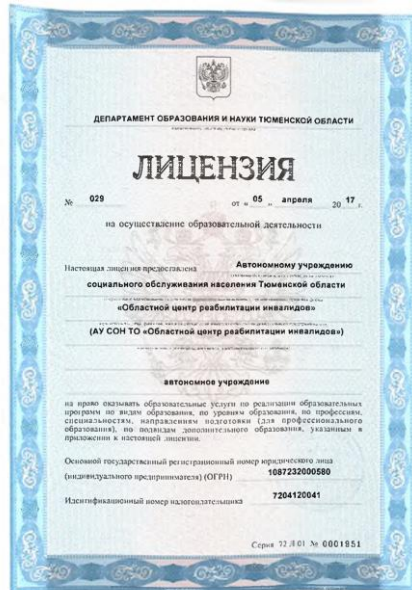 ДЕПАРТАМЕНТ ОБРАЗОВАНИЯ И НАУКИ ТЮМЕНСКОЙ ОБЛАСТИ
ЛИЦЕНЗИЯ
№ 029 от « 05 » апреля 20 17 г.
на осуществление образовательной деятельности
Настоящая лицензия предоставлена Автономному учреждению
социального обслуживания населения Тюменской области
«Областной центр реабилитации инвалидов»
(АУ СОН ТО «Областной центр реабилитации инвалидов»)
автономное учреждение
на право оказывать образовательные услуги по реализации образовательных
программ по видам образования, по уровням образования, по профессиям,
специальностям, направлениям подготовки (для профессионального
образования), по подвидам дополнительного образования, указанным в
приложении к настоящей лицензии.
Основной государственный регистрационный номер юридического лица
(индивидуального предпринимателя) (ОГРН) 1087232000580
Идентификационный номер налогоплательщика 7204120041
Серия 72 Л 01 № 0001851